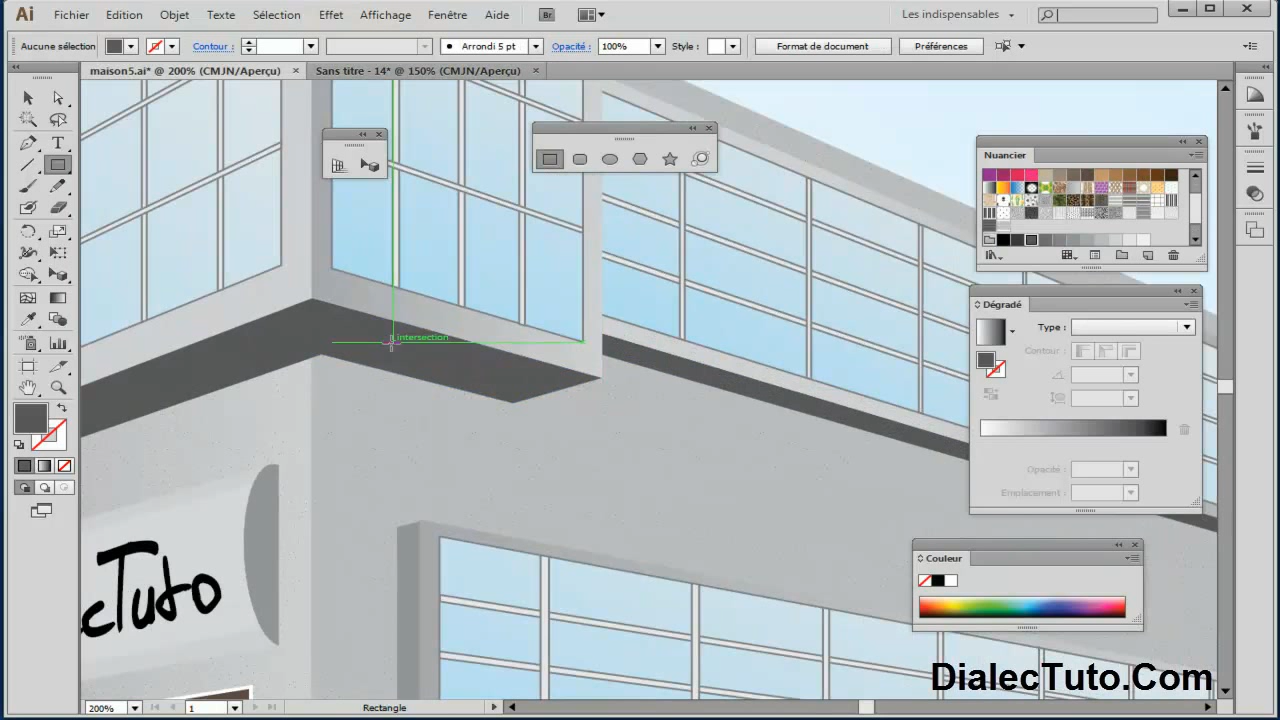 Ai Fichier Edition Objet Texte Sélection Effet Affichage Fenêtre Aide Br Les indispensables
Aucune sélection Contour : Arrondi 5 pt Opacité : 100% Style : Format de document Préférences
maison5.ai* @ 200% (CMJN/Aperçu) Sans titre - 14* @ 150% (CMJN/Aperçu)
Nuancier
Dégradé
Type :
Contour :
intersection
Opacité :
Emplacement :
Couleur
cTuto
DialecTuto.Com
200% 1 Rectangle